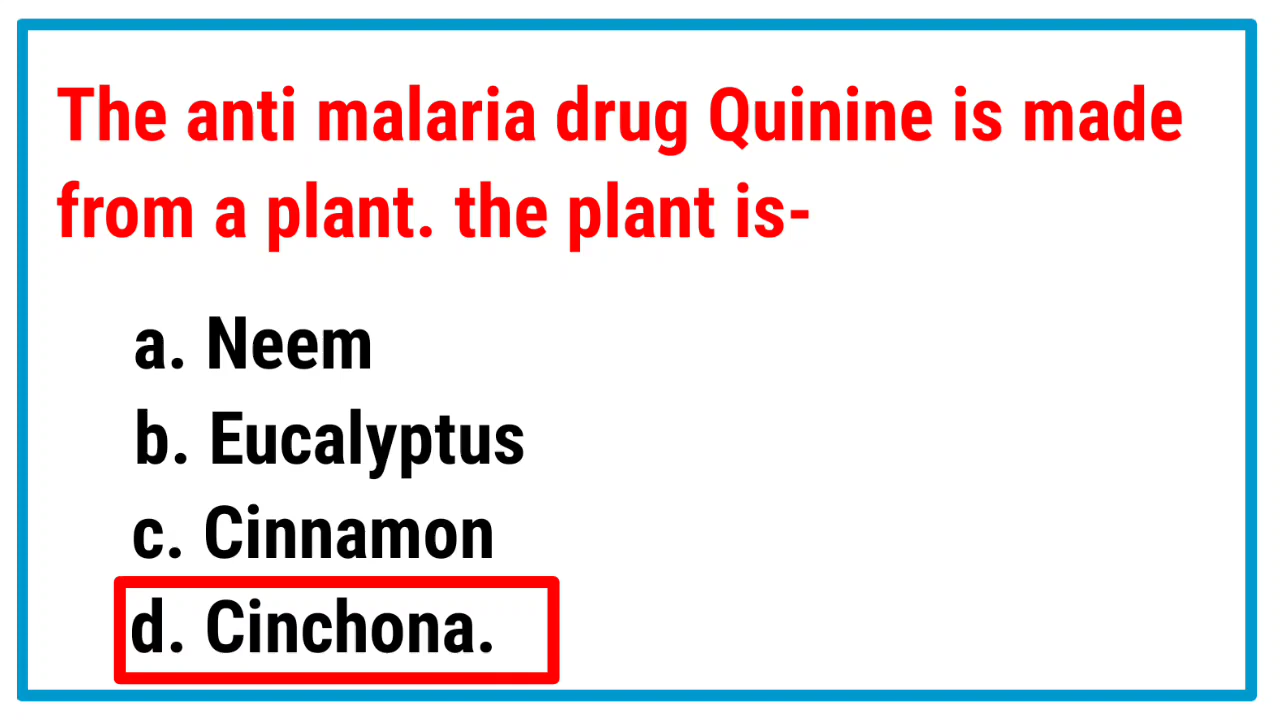 The anti malaria drug Quinine is made
from a plant. the plant is-
a. Neem
b. Eucalyptus
c. Cinnamon
d. Cinchona.